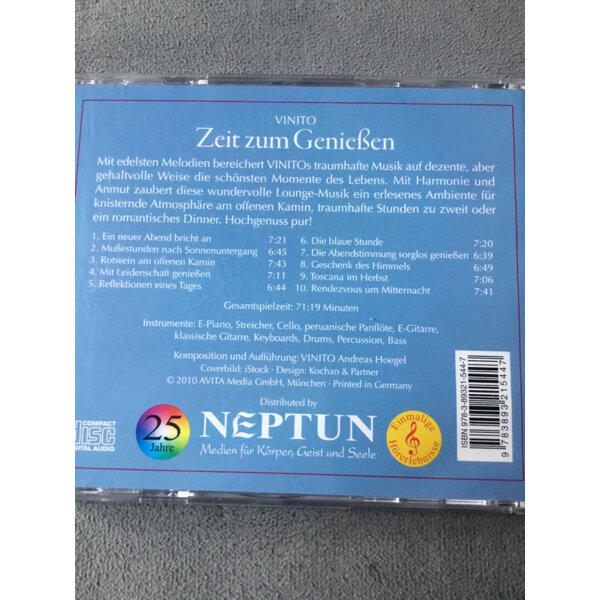 VINITO
Zeit zum Genießen
Mit edelsten Melodien bereichert VINITOs traumhafte Musik auf dezente, aber
gehaltvolle Weise die schönsten Momente des Lebens. Mit Harmonie und
Anmut zaubert diese wundervolle Lounge-Musik ein erlesenes Ambiente für
knisternde Atmosphäre am offenen Kamin, traumhafte Stunden zu zweit oder
ein romantisches Dinner. Hochgenuss pur!
1. Ein neuer Abend bricht an 7:21
2. Mußestunden nach Sonnenuntergang 6:45
3. Rotwein am offenen Kamin 7:43
4. Mit Leidenschaft genießen 7:11
5. Reflektionen eines Tages 6:44
6. Die blaue Stunde 7:20
7. Die Abendstimmung sorglos genießen 6:39
8. Geschenk des Himmels 6:49
9. Toscana im Herbst 7:06
10. Rendezvous um Mitternacht 7:41
Gesamtspielzeit: 71:19 Minuten
Instrumente: E-Piano, Streicher, Cello, peruanische Panflöte, E-Gitarre,
klassische Gitarre, Keyboards, Drums, Percussion, Bass
Komposition und Aufführung: VINITO Andreas Hoegel
Coverbild: iStock · Design: Kochan & Partner
© 2010 AVITA Media GmbH, München · Printed in Germany
Distributed by
NEPTUN
Medien für Körper, Geist und Seele
COMPACT
DISC
DIGITAL AUDIO
25
Jahre
Einmalige
Hörerlebnisse
ISBN 978-3-89321-544-7
9 783893 215447